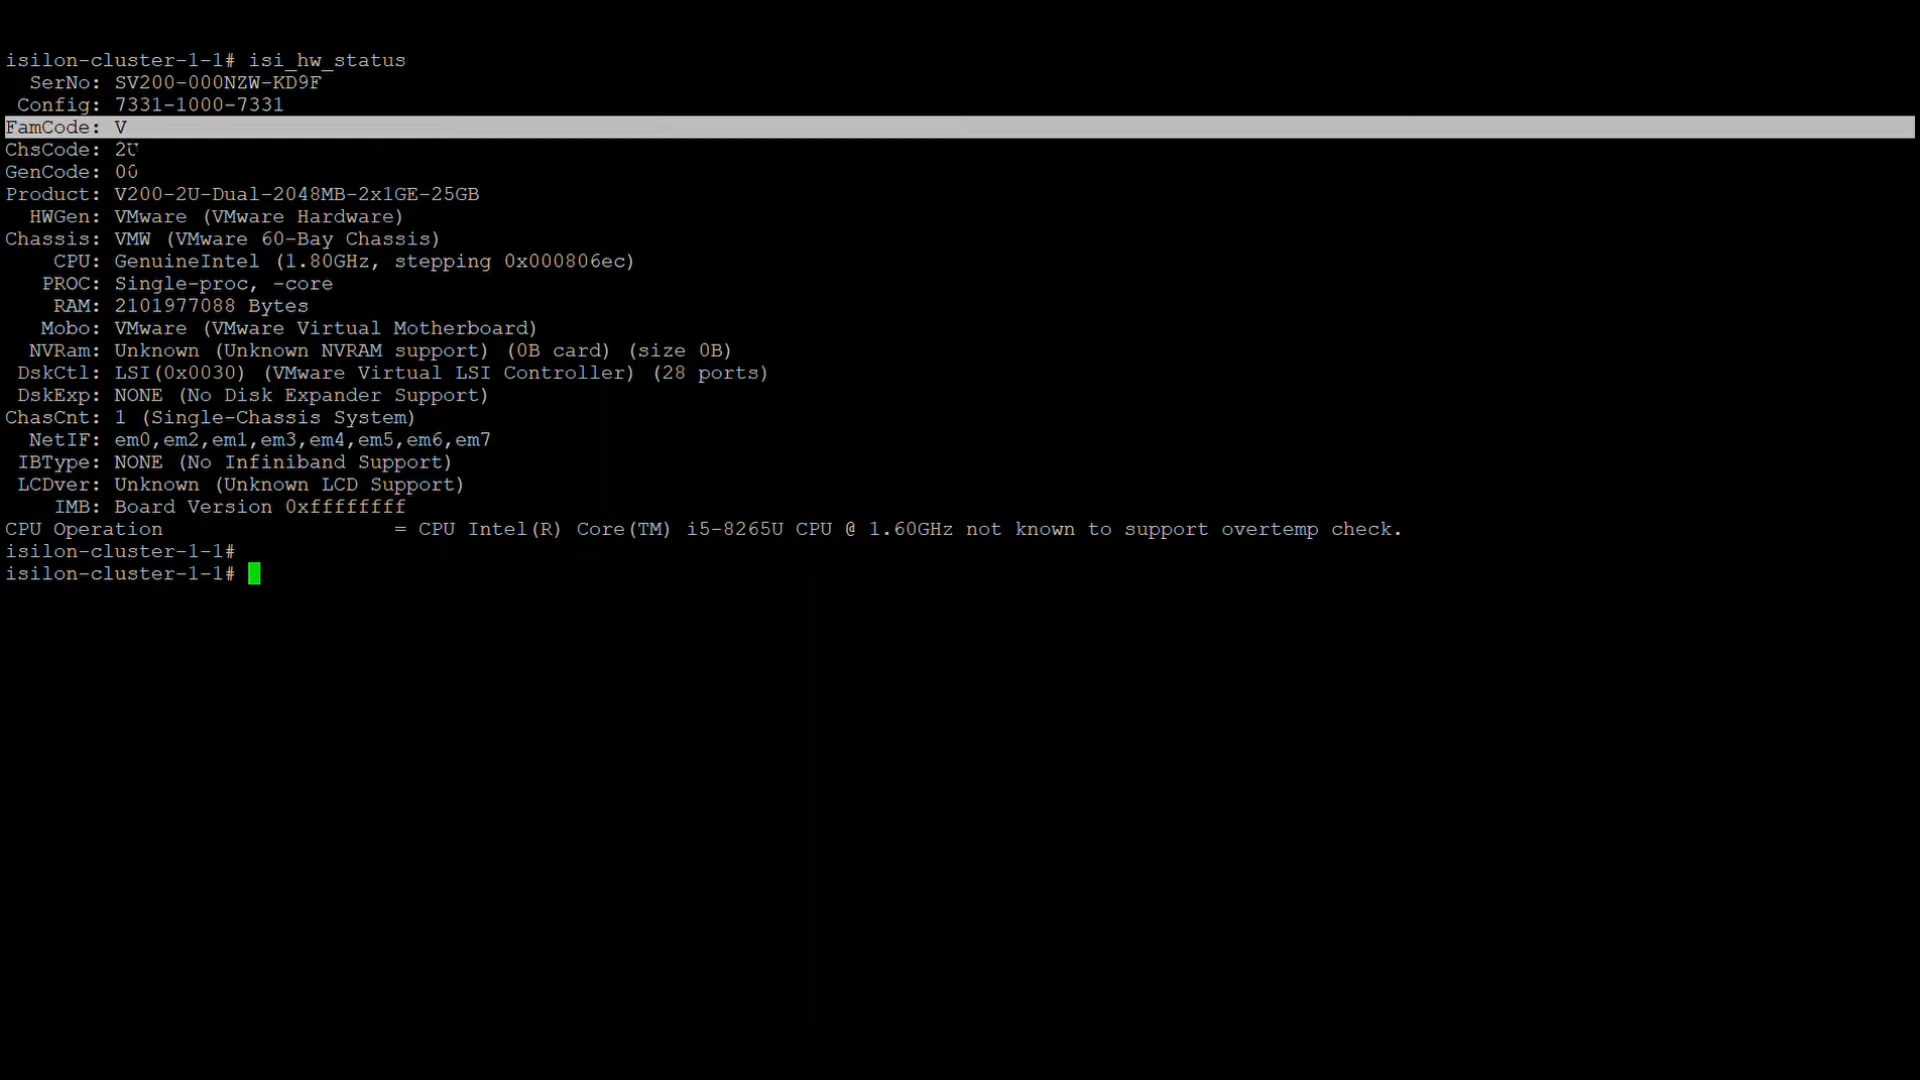 isilon-cluster-1-1# isi_hw_status
SerNo: SV200-000NZW-KD9F
Config: 7331-1000-7331
FamCode: V
ChsCode: 2U
GenCode: 00
Product: V200-2U-Dual-2048MB-2x1GE-25GB
HWGen: VMware (VMware Hardware)
Chassis: VMW (VMware 60-Bay Chassis)
CPU: GenuineIntel (1.80GHz, stepping 0x000806ec)
PROC: Single-proc, -core
RAM: 2101977088 Bytes
Mobo: VMware (VMware Virtual Motherboard)
NVRam: Unknown (Unknown NVRAM support) (0B card) (size 0B)
DskCtl: LSI(0x0030) (VMware Virtual LSI Controller) (28 ports)
DskExp: NONE (No Disk Expander Support)
ChasCnt: 1 (Single-Chassis System)
NetIF: em0,em2,em1,em3,em4,em5,em6,em7
IBType: NONE (No Infiniband Support)
LCDver: Unknown (Unknown LCD Support)
IMB: Board Version 0xffffffff
CPU Operation = CPU Intel(R) Core(TM) i5-8265U CPU @ 1.60GHz not known to support overtemp check.
isilon-cluster-1-1#
isilon-cluster-1-1#